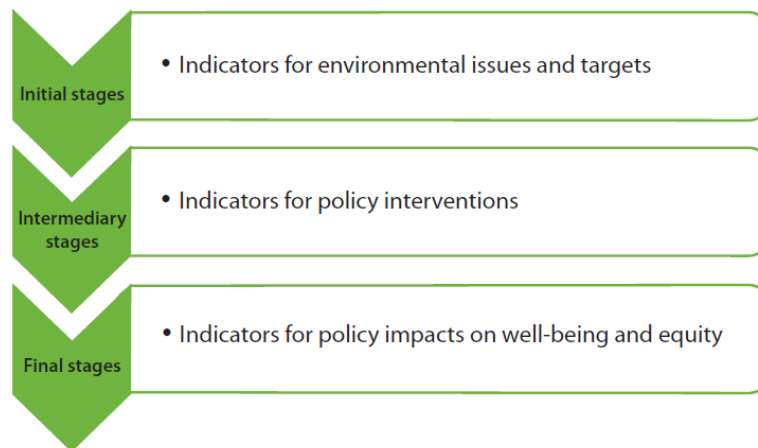 Initial stages
• Indicators for environmental issues and targets
Intermediary
stages
• Indicators for policy interventions
Final stages
• Indicators for policy impacts on well-being and equity